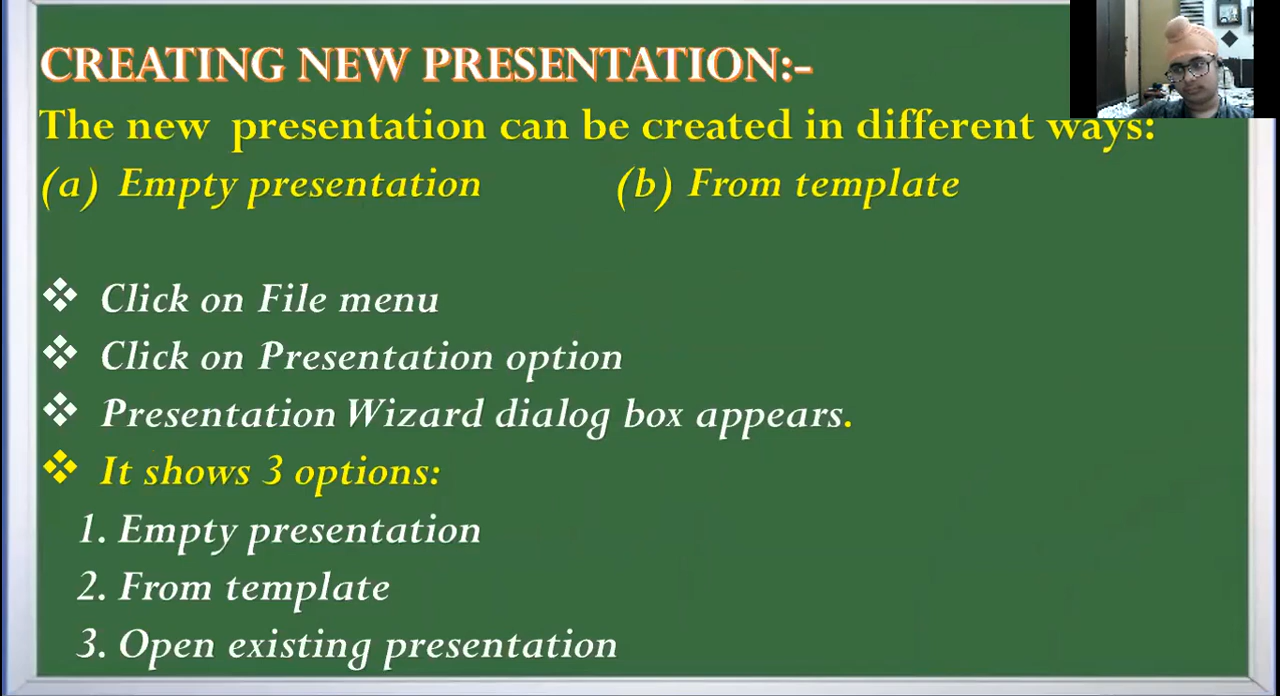 CREATING NEW PRESENTATION:-
The new presentation can be created in different ways:
(a) Empty presentation (b) From template
❖ Click on File menu
❖ Click on Presentation option
❖ Presentation Wizard dialog box appears.
❖ It shows 3 options:
1. Empty presentation
2. From template
3. Open existing presentation